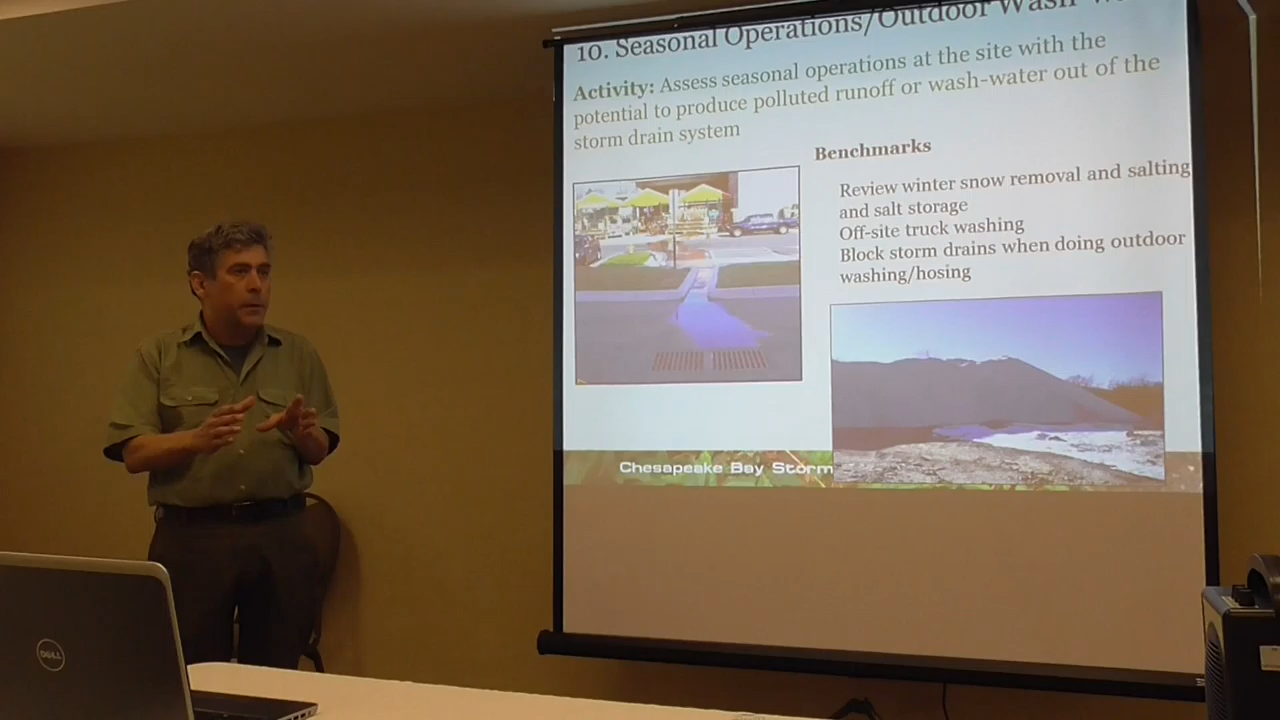 10. Seasonal Operations/Outdoor Wash
Activity: Assess seasonal operations at the site with the
potential to produce polluted runoff or wash-water out of the
storm drain system
Benchmarks
Review winter snow removal and salting
and salt storage
Off-site truck washing
Block storm drains when doing outdoor
washing/hosing
Chesapeake Bay Storm
DELL